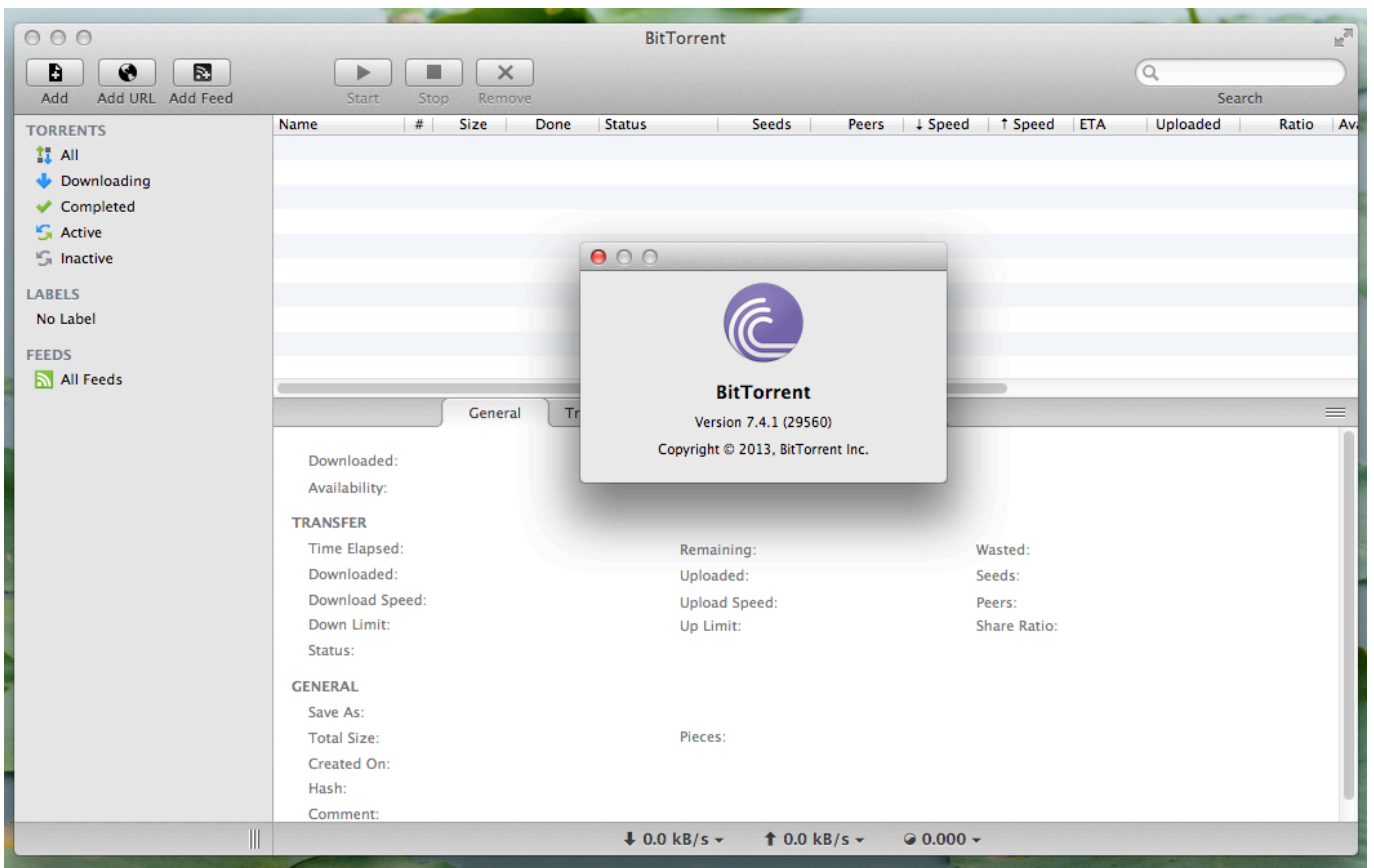 BitTorrent
Add Add URL Add Feed Start Stop Remove Search
TORRENTS
All
Downloading
Completed
Active
Inactive
LABELS
No Label
FEEDS
All Feeds
Name # Size Done Status Seeds Peers ↓ Speed ↑ Speed ETA Uploaded Ratio Ava
BitTorrent
Version 7.4.1 (29560)
Copyright © 2013, BitTorrent Inc.
General Tr
Downloaded:
Availability:
TRANSFER
Time Elapsed: Remaining: Wasted:
Downloaded: Uploaded: Seeds:
Download Speed: Upload Speed: Peers:
Down Limit: Up Limit: Share Ratio:
Status:
GENERAL
Save As:
Total Size: Pieces:
Created On:
Hash:
Comment:
0.0 kB/s 0.0 kB/s 0.000